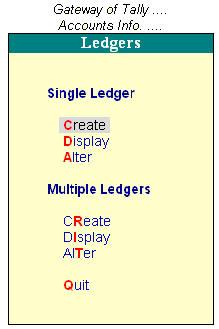 Gateway of Tally ....
Accounts Info. ....
Ledgers
Single Ledger
Create
Display
Alter
Multiple Ledgers
CReate
DIsplay
AlTer
Quit